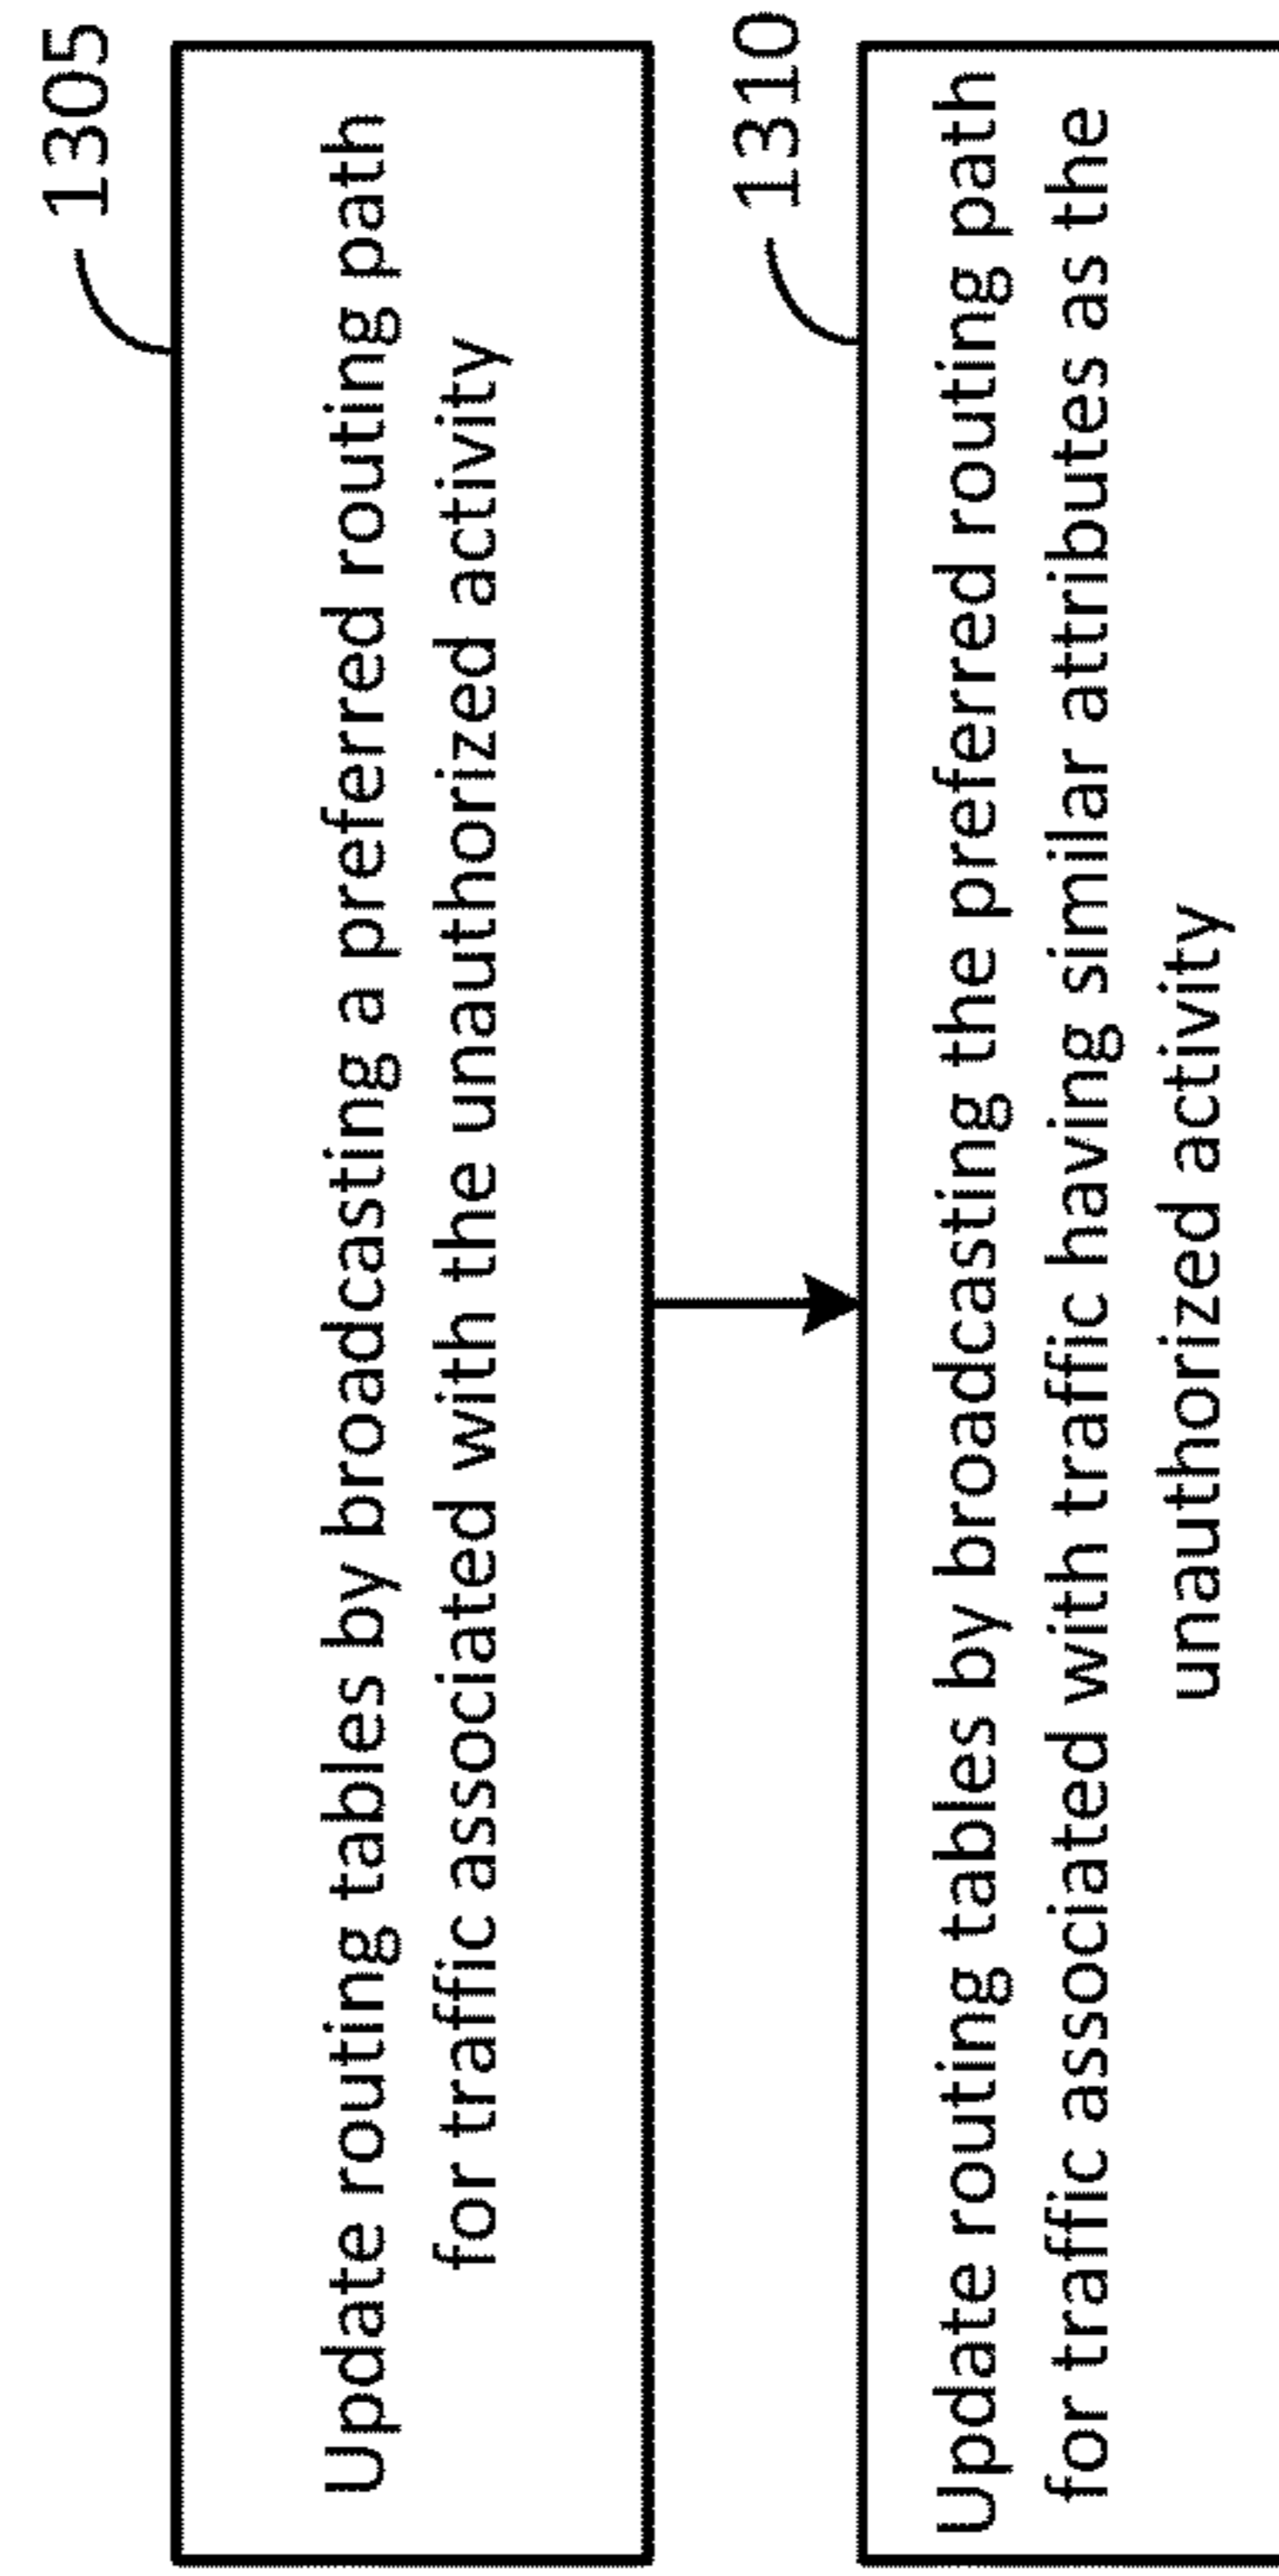 1305
Update routing tables by broadcasting a preferred routing path
for traffic associated with the unauthorized activity
1310
Update routing tables by broadcasting the preferred routing path
for traffic associated with traffic having similar attributes as the
unauthorized activity